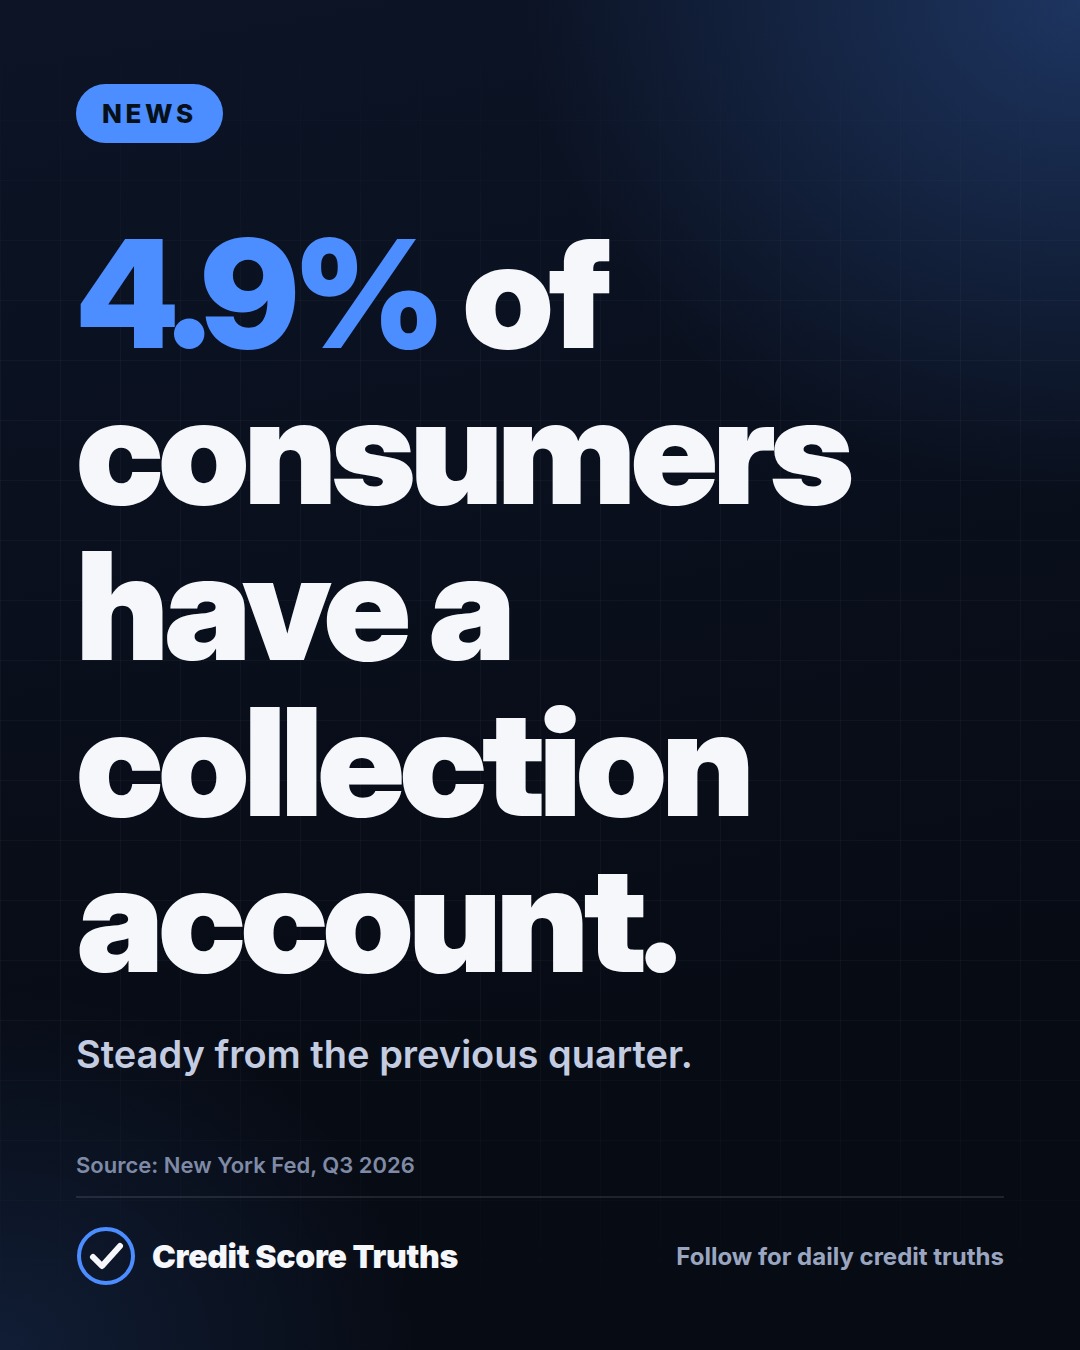 NEWS
4.9% of
consumers
have a
collection
account.
Steady from the previous quarter.
Source: New York Fed, Q3 2026
Credit Score Truths
Follow for daily credit truths